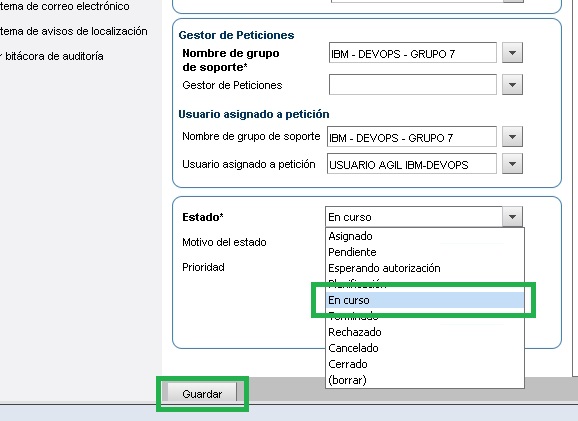 tema de correo electrónico
tema de avisos de localización
r bitácora de auditoría
Gestor de Peticiones
Nombre de grupo
de soporte*
IBM - DEVOPS - GRUPO 7
Gestor de Peticiones
Usuario asignado a petición
Nombre de grupo de soporte
IBM - DEVOPS - GRUPO 7
Usuario asignado a petición
USUARIO AGIL IBM-DEVOPS
Estado*
En curso
Motivo del estado
Prioridad
Asignado
Pendiente
Esperando autorización
Planificación
En curso
Terminado
Rechazado
Cancelado
Cerrado
(borrar)
Guardar